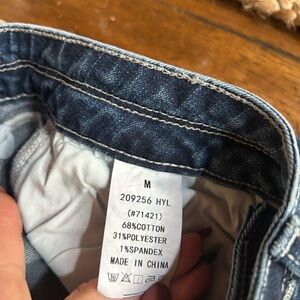 M
209256 HYL
(#71421)
68%COTTON
31%POLYESTER
1%SPANDEX
MADE IN CHINA